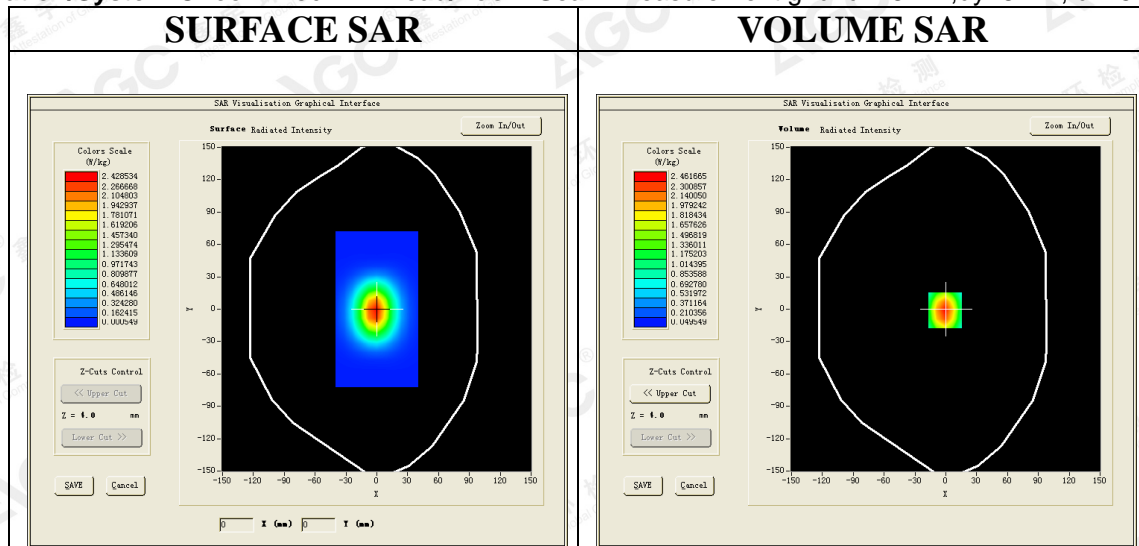 SURFACE SAR
VOLUME SAR
SAR Visualisation Graphical Interface
Surface Radiated Intensity
Zoom In/Out
Colors Scale
(W/kg)
2.428534
2.266668
2.104803
1.942937
1.781071
1.619206
1.457340
1.295474
1.133609
0.971743
0.809877
0.648012
0.486146
0.324280
0.162415
0.000549
150
120
90
60
30
0
-30
-60
-90
-120
-150
Y
-150 -120 -90 -60 -30 0 30 60 90 120 150
X
Z-Cuts Control
<< Upper Cut
Z = 4.0 mm
Lower Cut >>
SAVE
Cancel
0 X (mm) 0 Y (mm)
SAR Visualisation Graphical Interface
Volume Radiated Intensity
Zoom In/Out
Colors Scale
(W/kg)
2.461665
2.300857
2.140050
1.979242
1.818434
1.657626
1.496819
1.336011
1.175203
1.014395
0.853588
0.692780
0.531972
0.371164
0.210356
0.049549
150
120
90
60
30
0
-30
-60
-90
-120
-150
Y
-150 -120 -90 -60 -30 0 30 60 90 120 150
X
Z-Cuts Control
<< Upper Cut
Z = 4.0 mm
Lower Cut >>
SAVE
Cancel